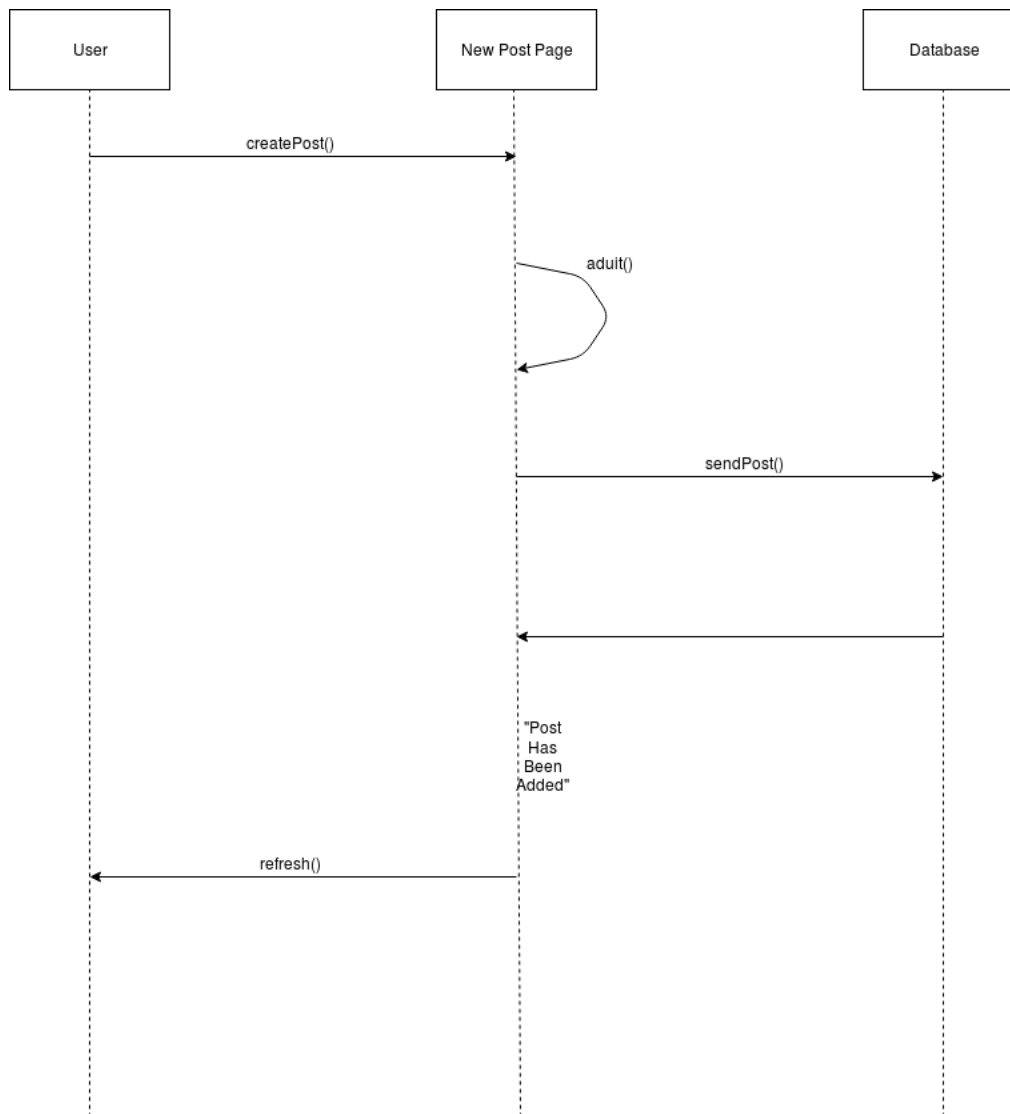 User
New Post Page
Database
createPost()
aduit()
sendPost()
"Post
Has
Been
Added"
refresh()